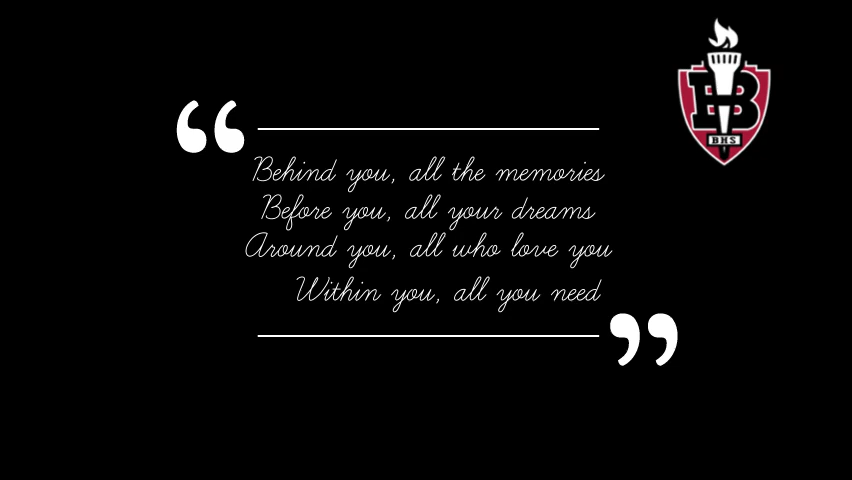 B
BHS
Behind you, all the memories
Before you, all your dreams
Around you, all who love you
Within you, all you need